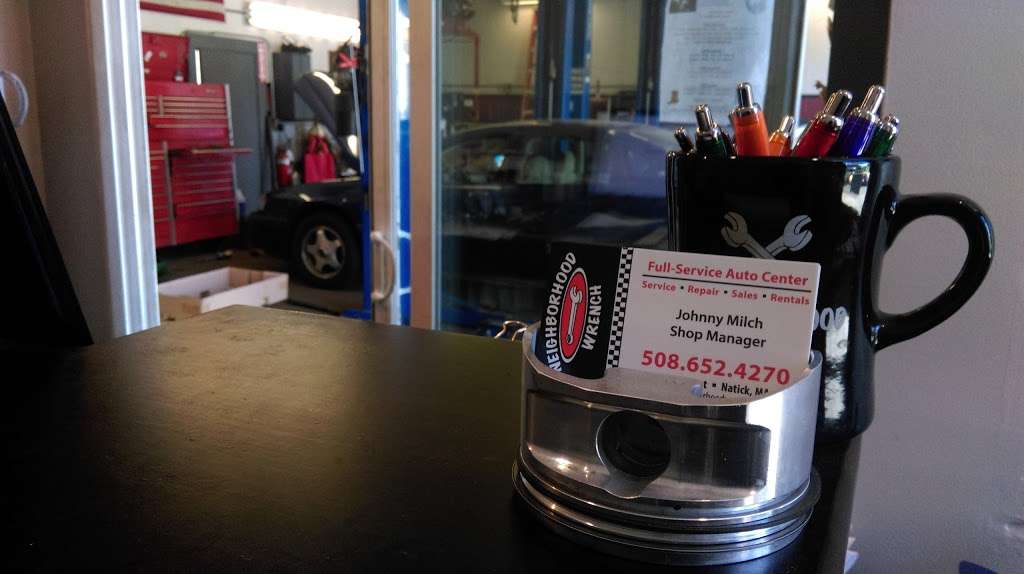 NEIGHBORHOOD
WRENCH
Full-Service Auto Center
Service • Repair • Sales • Rentals
Johnny Milch
Shop Manager
508.652.4270
t • Natick, MA